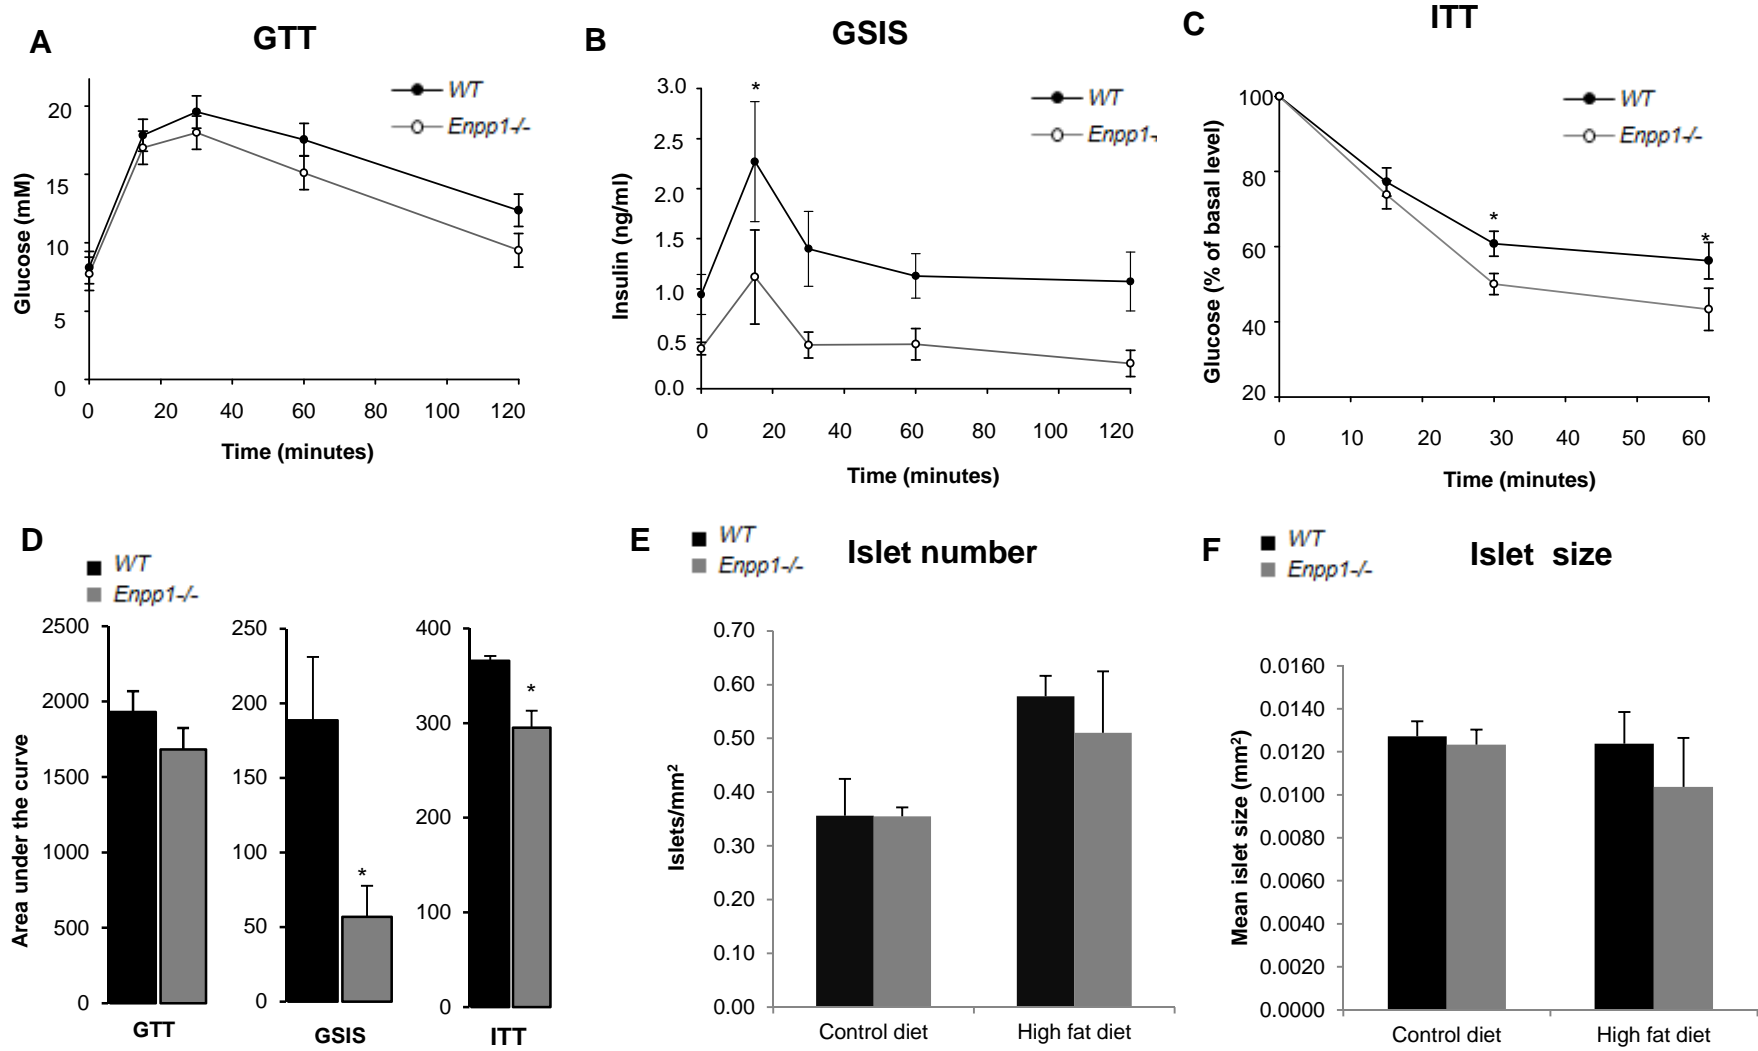 A
GTT
WT
Enpp1-/-
Glucose (mM)
20
15
10
5
0
0 20 40 60 80 100 120
Time (minutes)
B
GSIS
WT
Enpp1-
*
Insulin (ng/ml)
3.0
2.5
2.0
1.5
1.0
0.5
0.0
0 20 40 60 80 100 120
Time (minutes)
C
ITT
WT
Enpp1-/-
* *
Glucose (% of basal level)
100
80
60
40
20
0 10 20 30 40 50 60
Time (minutes)
D
WT
Enpp1-/-
Area under the curve
2500
2000
1500
1000
500
0
GTT
250
200
150
100
50
0
*
GSIS
400
300
200
100
0
*
ITT
E
WT
Enpp1-/-
Islet number
Islets/mm²
0.70
0.60
0.50
0.40
0.30
0.20
0.10
0.00
Control diet High fat diet
F
WT
Enpp1-/-
Islet size
Mean islet size (mm²)
0.0160
0.0140
0.0120
0.0100
0.0080
0.0060
0.0040
0.0020
0.0000
Control diet High fat diet